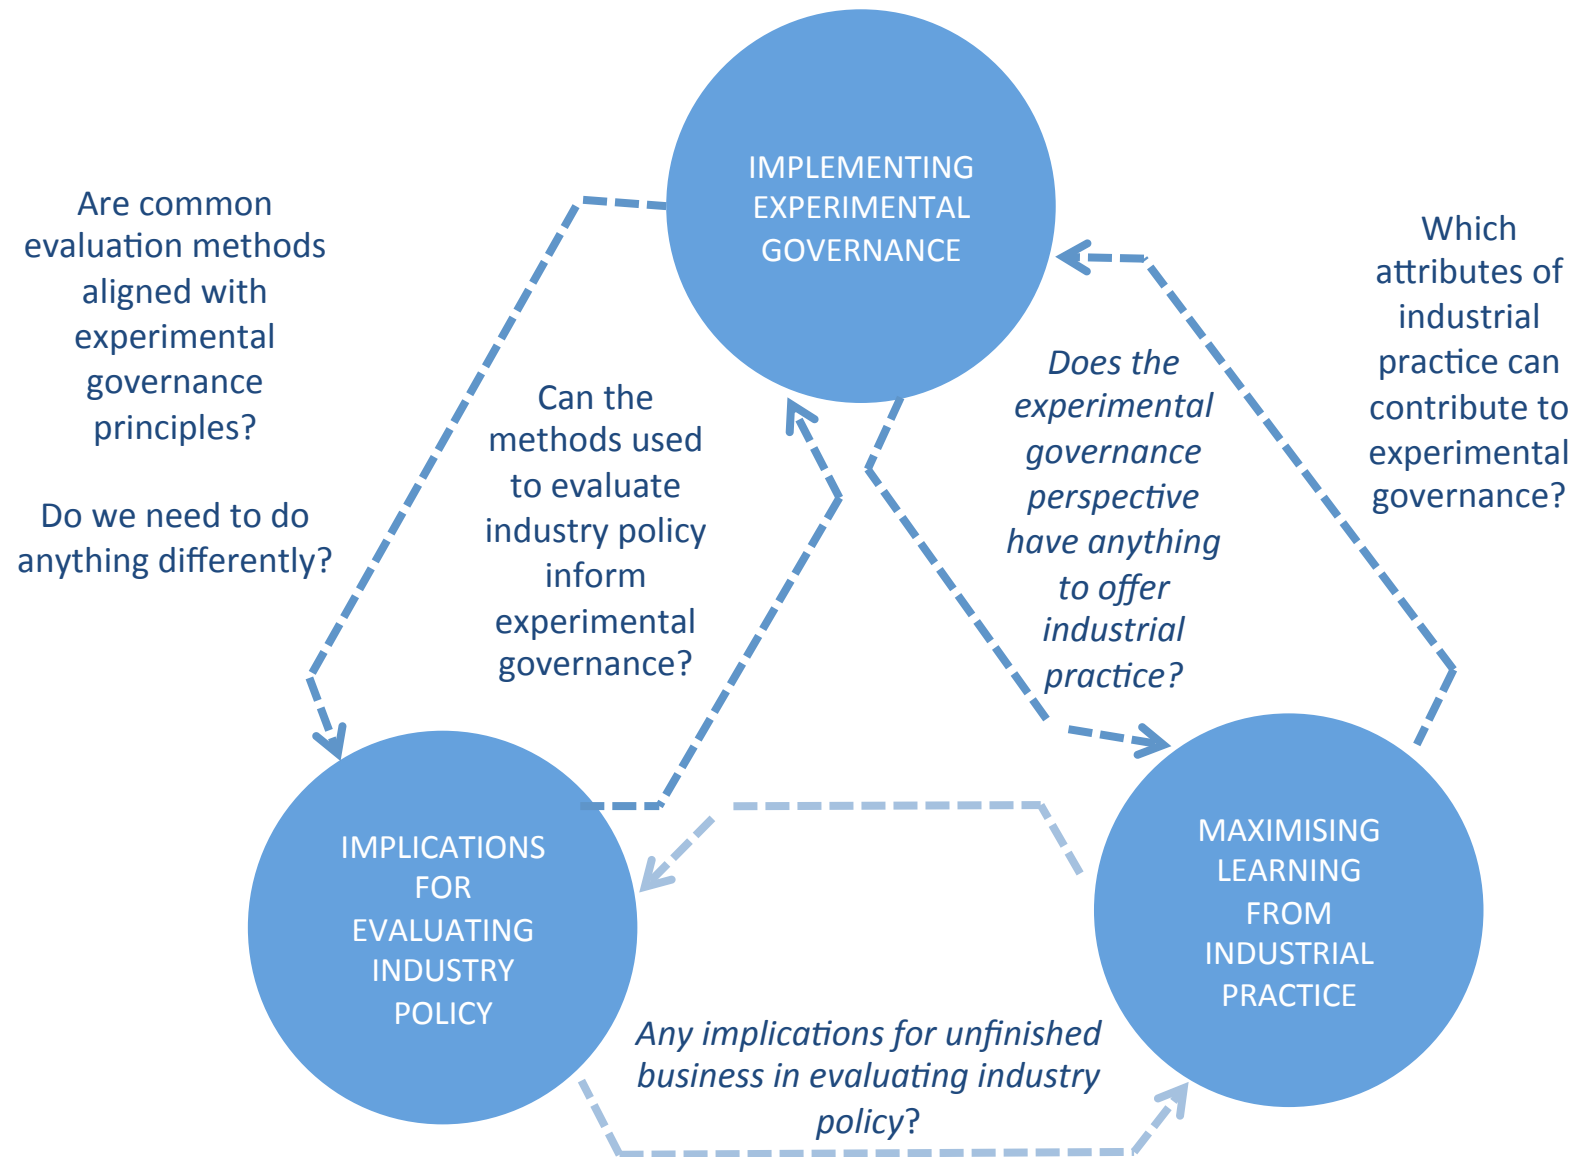 IMPLEMENTING
EXPERIMENTAL
GOVERNANCE
Are common
evaluation methods
aligned with
experimental
governance
principles?
Do we need to do
anything differently?
Can the
methods used
to evaluate
industry policy
inform
experimental
governance?
Does the
experimental
governance
perspective
have anything
to offer
industrial
practice?
Which
attributes of
industrial
practice can
contribute to
experimental
governance?
IMPLICATIONS
FOR
EVALUATING
INDUSTRY
POLICY
MAXIMISING
LEARNING
FROM
INDUSTRIAL
PRACTICE
Any implications for unfinished
business in evaluating industry
policy?